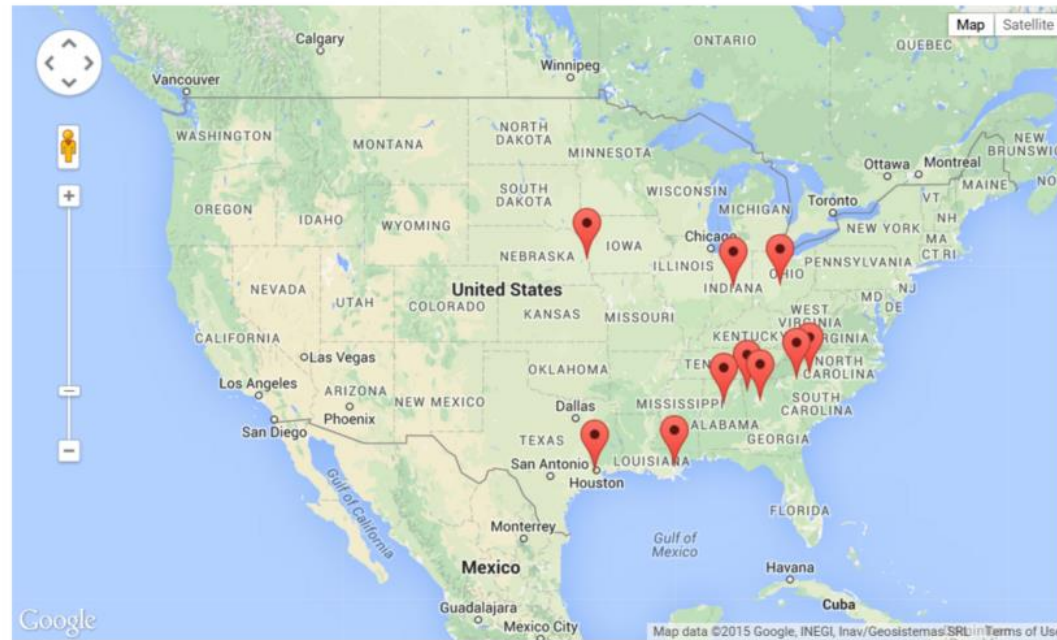 Map Satellite
Calgary
ONTARIO
QUEBEC
Winnipeg
Vancouver
WASHINGTON
MONTANA
NORTH
DAKOTA
MINNESOTA
NEW
BRUNSWIC
Ottawa
Montreal
MAINE
NO
SOUTH
DAKOTA
WISCONSIN
MICHIGAN
Toronto
VT
NH
OREGON
IDAHO
WYOMING
NEW YORK
MA
CT RI
Chicago
IOWA
NEBRASKA
ILLINOIS
INDIANA
OHIO
PENNSYLVANIA
NJ
MD
DE
NEVADA
UTAH
COLORADO
United States
KANSAS
MISSOURI
WEST
VIRGINIA
KENTUCKY
CALIFORNIA
Las Vegas
OKLAHOMA
NORTH
CAROLINA
Los Angeles
ARIZONA
Phoenix
NEW MEXICO
San Diego
Dallas
MISSISSIPPI
ALABAMA
SOUTH
CAROLINA
GEORGIA
TEXAS
San Antonio
Houston
LOUISIANA
FLORIDA
Gulf of California
Monterrey
Gulf of
Mexico
Mexico
Havana
Cuba
Guadalajara
Mexico City
Google
Map data ©2015 Google, INEGI, Inav/Geosistemas SRL
Terms of Use